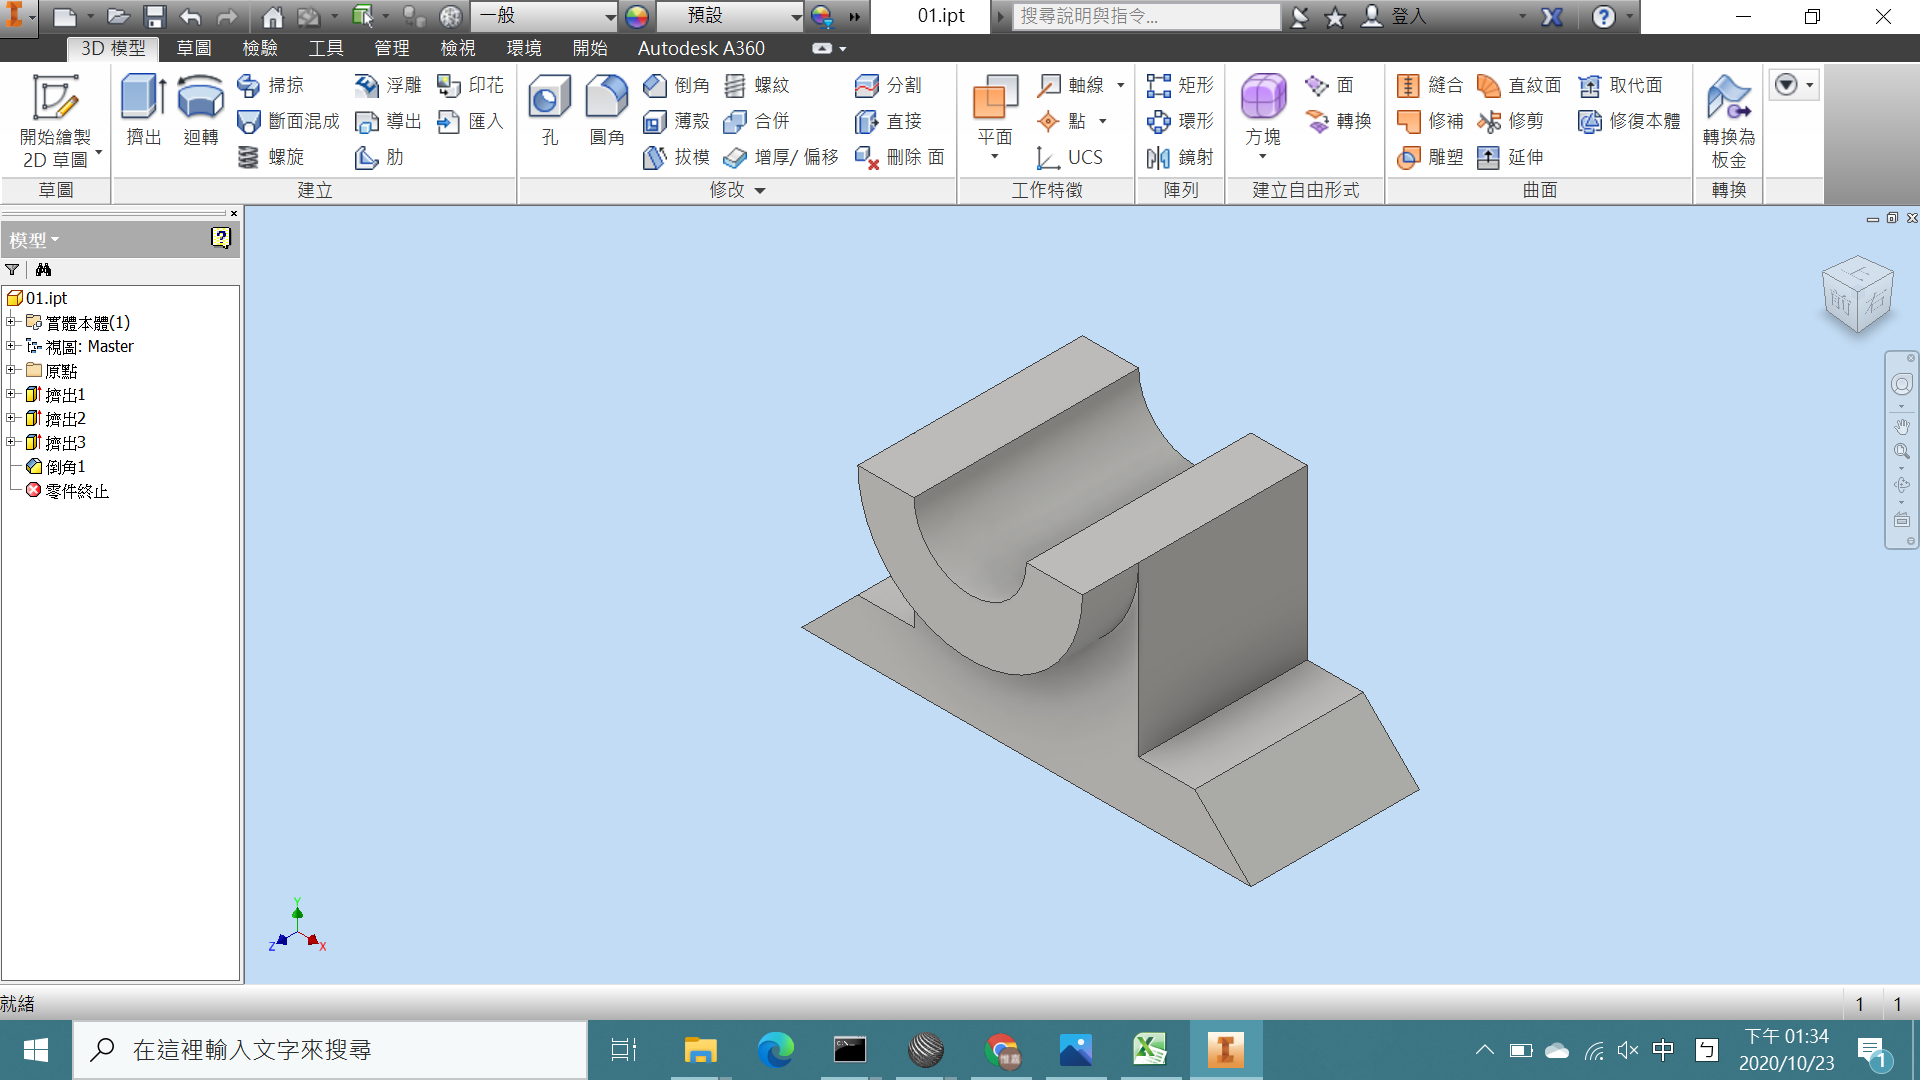 一般
預設
01.ipt
搜尋說明與指令...
登入
3D 模型 草圖 檢驗 工具 管理 檢視 環境 開始 Autodesk A360
開始繪製
2D 草圖
草圖
擠出
迴轉
掃掠
斷面混成
螺旋
浮雕
導出
肋
印花
匯入
建立
孔
圓角
倒角
薄殼
拔模
螺紋
合併
增厚/ 偏移
分割
直接
刪除 面
修改
平面
軸線
點
UCS
工作特徵
矩形
環形
鏡射
陣列
方塊
面
轉換
建立自由形式
縫合
修補
雕塑
直紋面
修剪
延伸
取代面
修復本體
曲面
轉換為
板金
轉換
模型
01.ipt
實體本體(1)
視圖: Master
原點
擠出1
擠出2
擠出3
倒角1
零件終止
上
前
右
Y
Z
X
就緒
1 1
在這裡輸入文字來搜尋
中
ㄅ
下午 01:34
2020/10/23
1